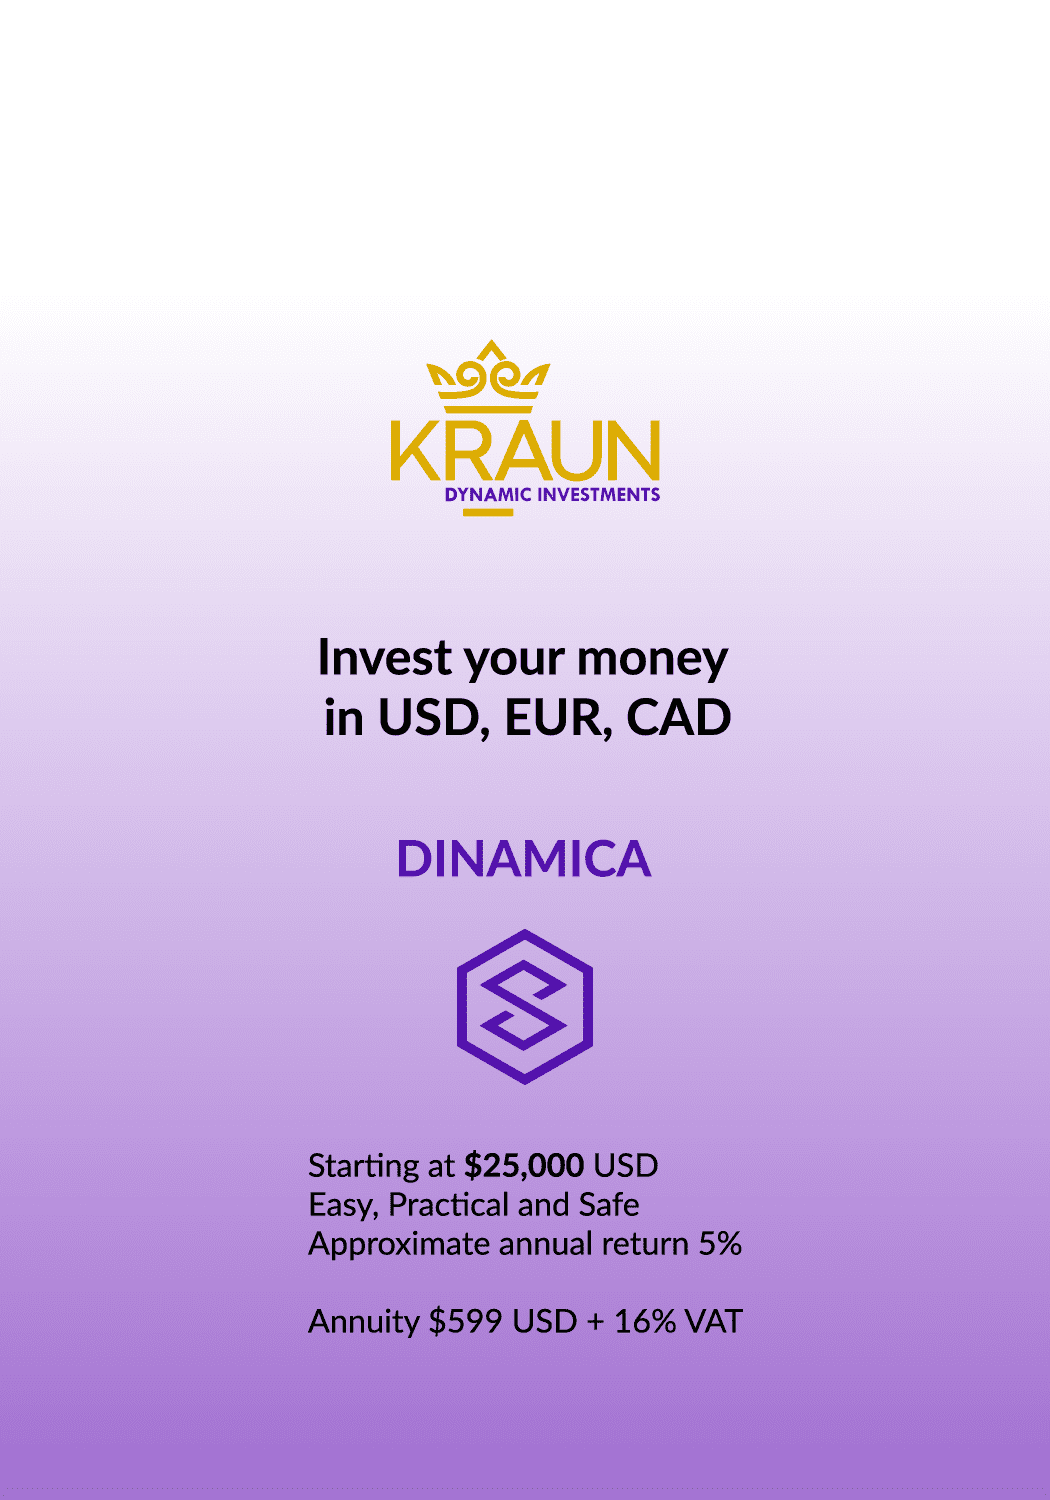 KRAUN
DYNAMIC INVESTMENTS
Invest your money
in USD, EUR, CAD
DINAMICA
Starting at $25,000 USD
Easy, Practical and Safe
Approximate annual return 5%
Annuity $599 USD + 16% VAT